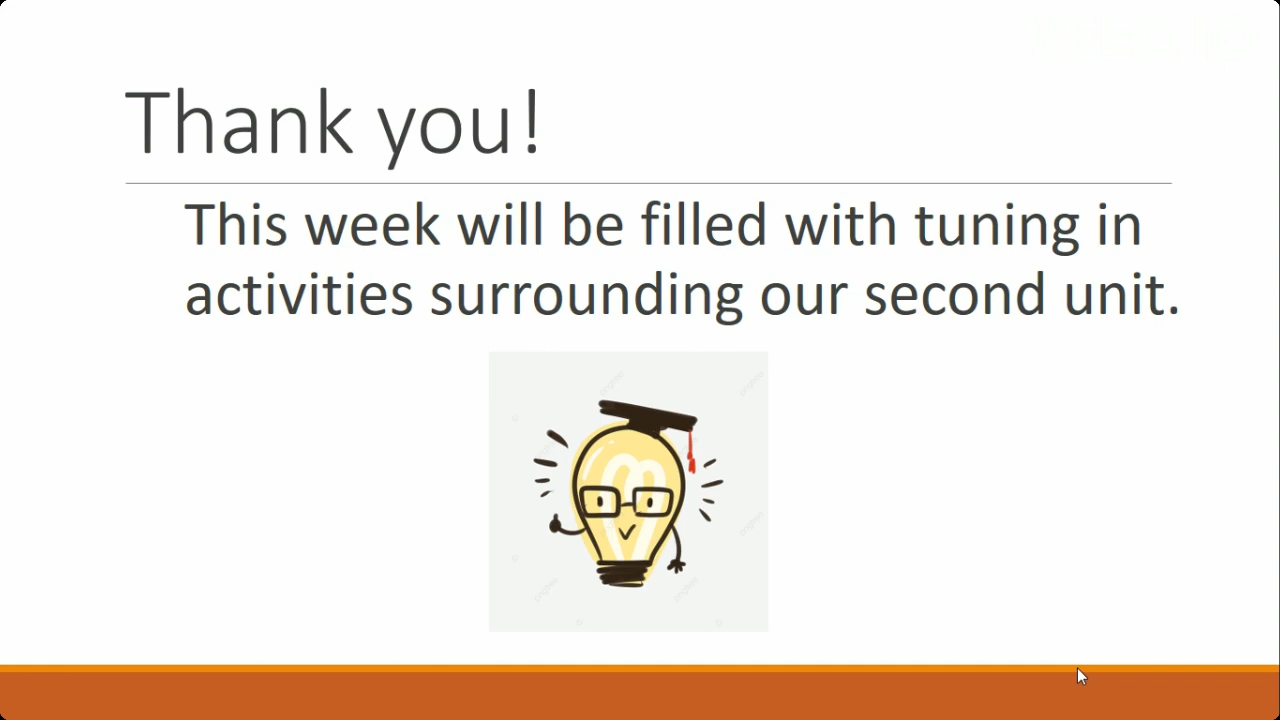 Thank you!
This week will be filled with tuning in
activities surrounding our second unit.